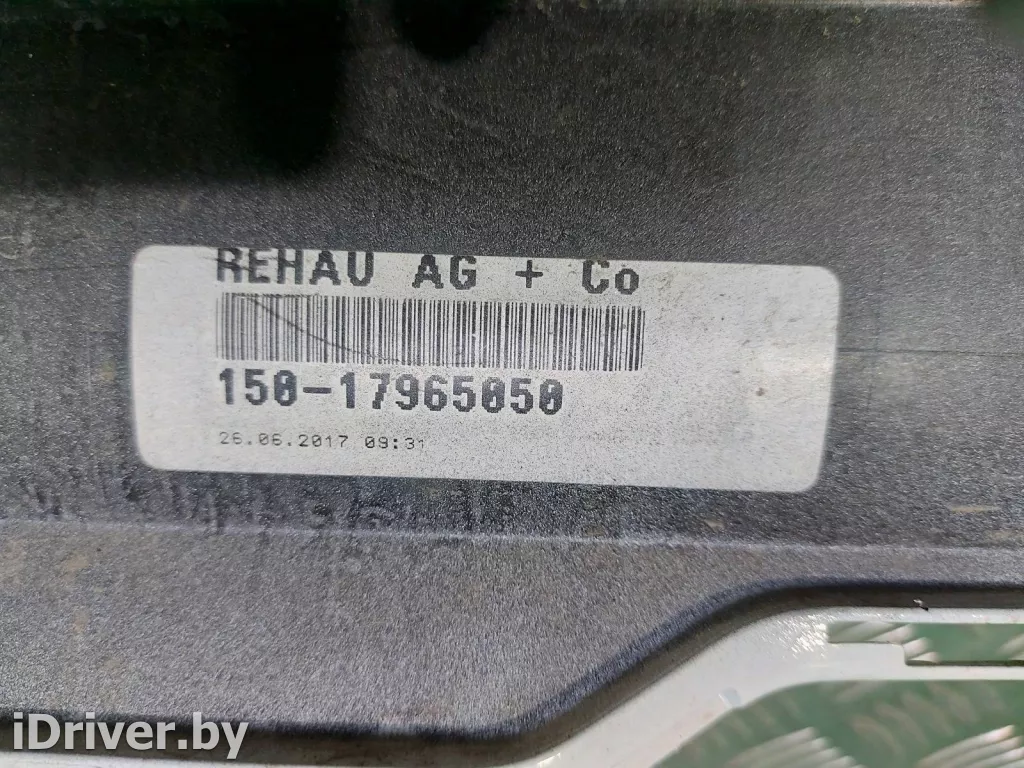 REHAU AG + Co
150-17965050
26.06.2017 09:31
iDriver.by